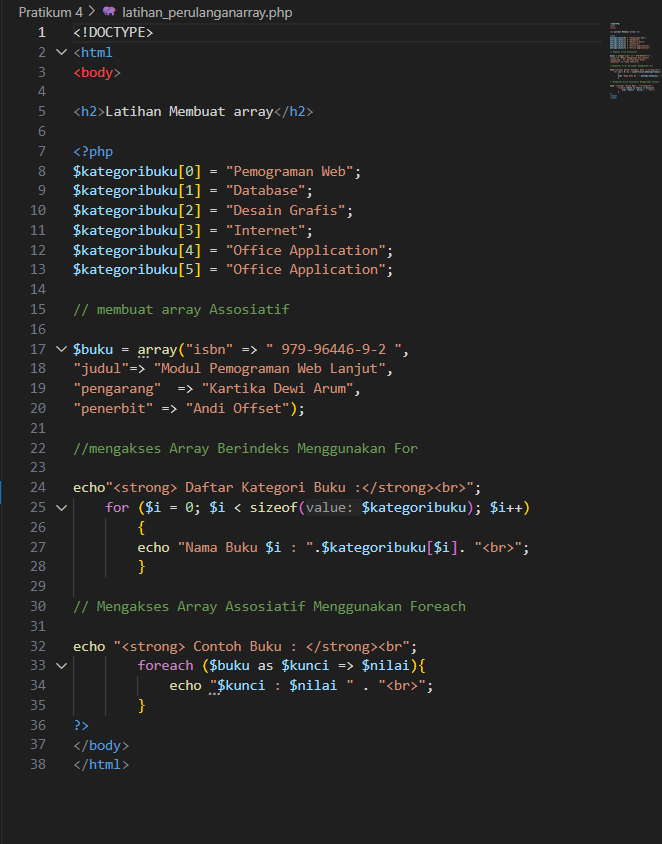 Pratikum 4 > latihan_perulanganarray.php
1 <!DOCTYPE>
2 <html
3 <body>
4
5 <h2>Latihan Membuat array</h2>
6
7 <?php
8 $kategoribuku[0] = "Pemograman Web";
9 $kategoribuku[1] = "Database";
10 $kategoribuku[2] = "Desain Grafis";
11 $kategoribuku[3] = "Internet";
12 $kategoribuku[4] = "Office Application";
13 $kategoribuku[5] = "Office Application";
14
15 // membuat array Assosiatif
16
17 $buku = array("isbn" => " 979-96446-9-2 ",
18 "judul"=> "Modul Pemograman Web Lanjut",
19 "pengarang"  => "Kartika Dewi Arum",
20 "penerbit" => "Andi Offset");
21
22 //mengakses Array Berindeks Menggunakan For
23
24 echo"<strong> Daftar Kategori Buku :</strong><br>";
25     for ($i = 0; $i < sizeof(value: $kategoribuku); $i++)
26         {
27         echo "Nama Buku $i : ".$kategoribuku[$i]. "<br>";
28         }
29
30 // Mengakses Array Assosiatif Menggunakan Foreach
31
32 echo "<strong> Contoh Buku : </strong><br";
33         foreach ($buku as $kunci => $nilai){
34             echo "$kunci : $nilai " . "<br>";
35         }
36 ?>
37 </body>
38 </html>